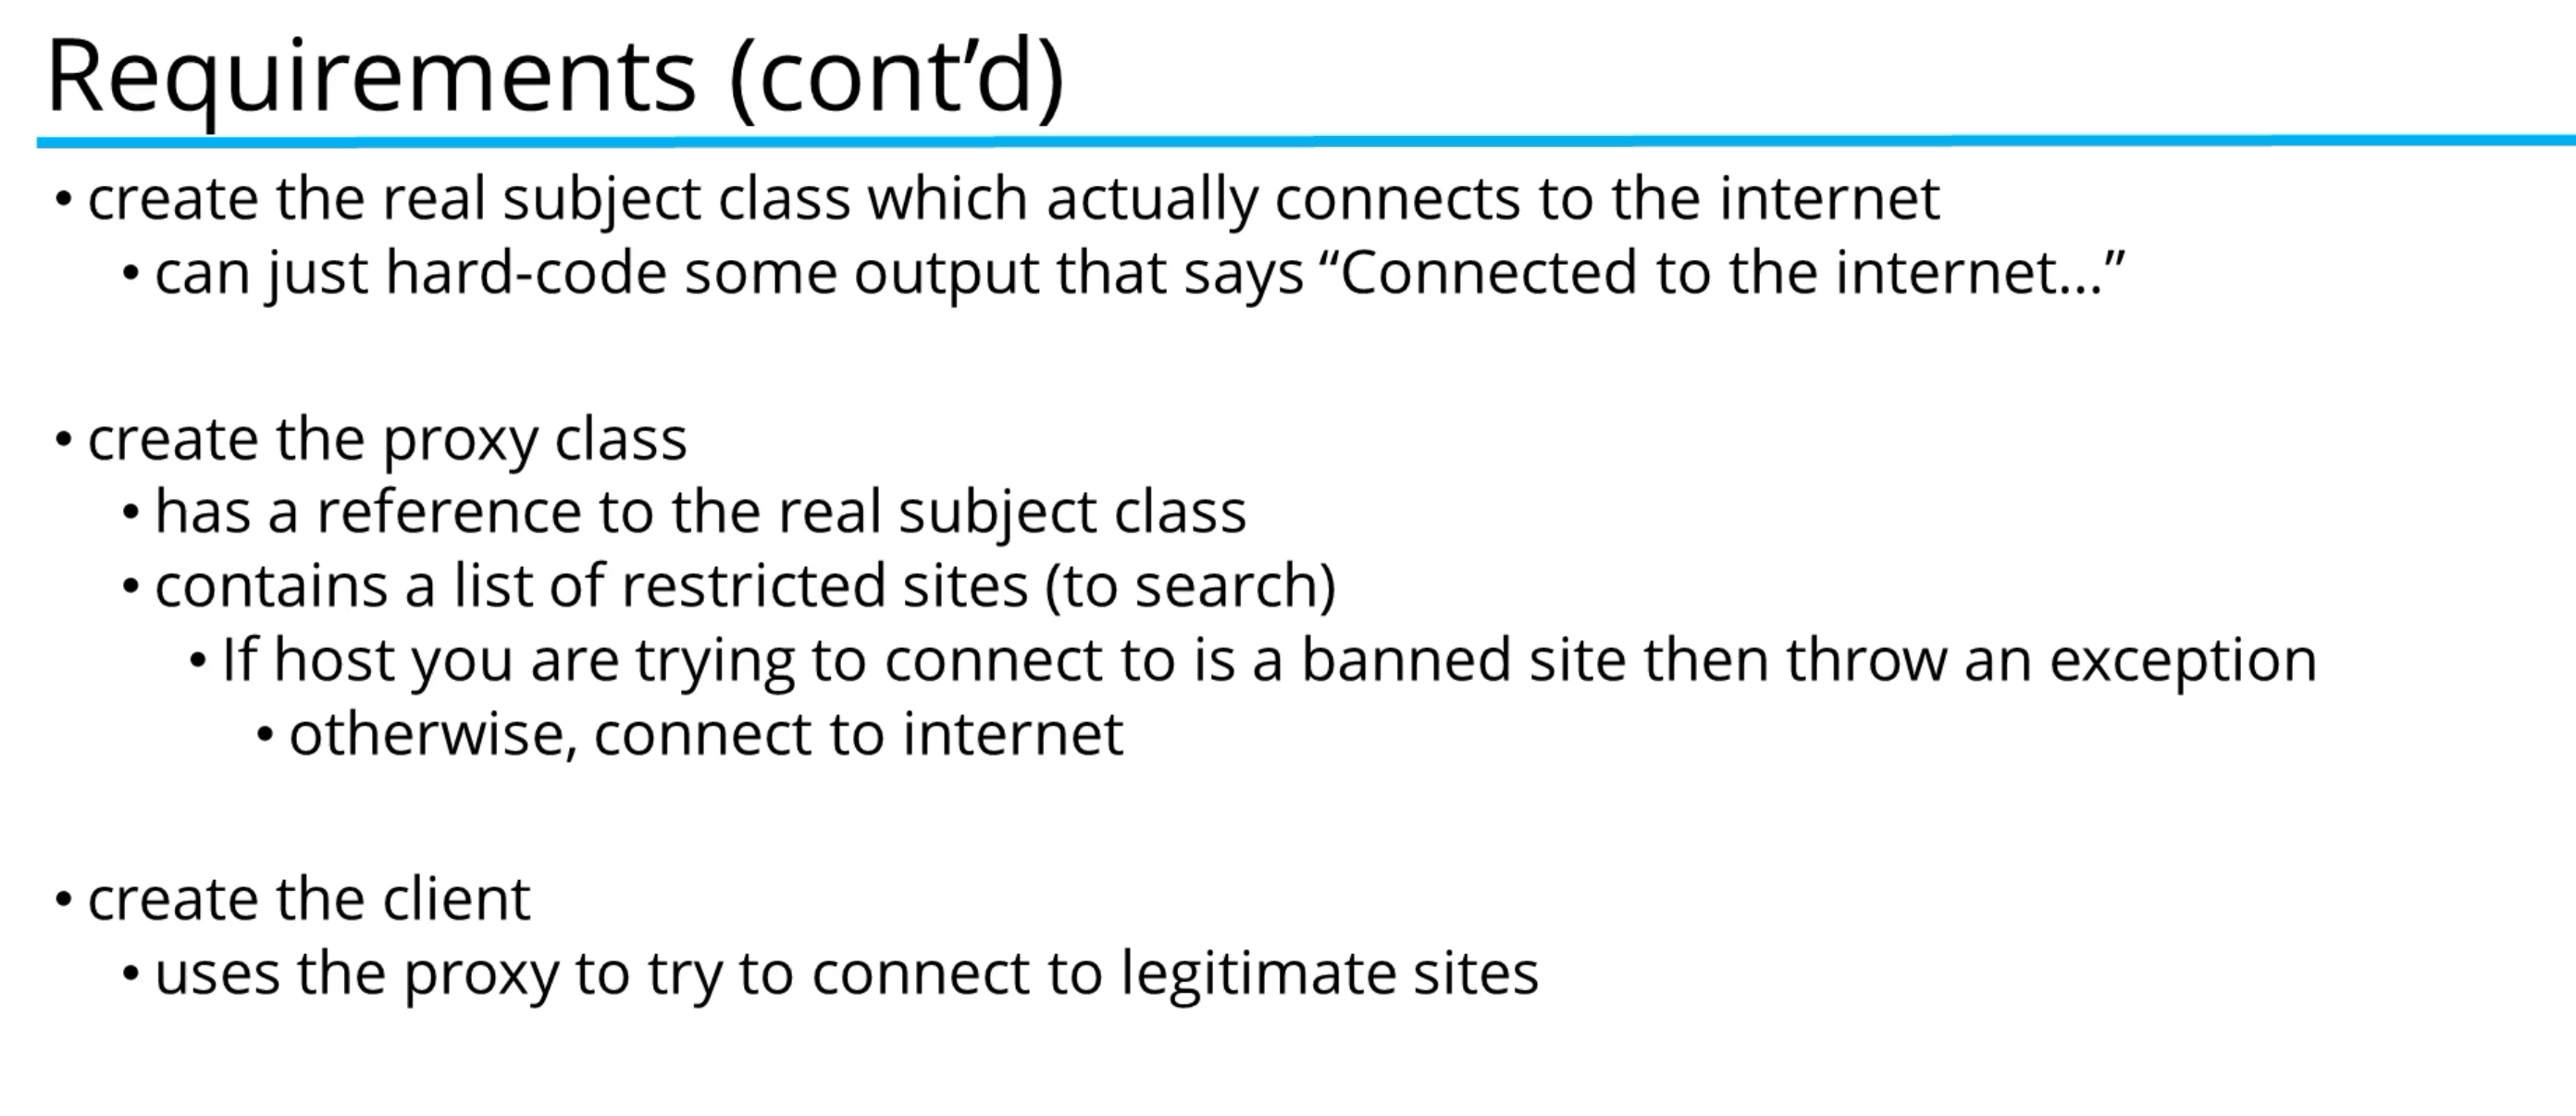 Requirements (cont’d)
• create the real subject class which actually connects to the internet
• can just hard-code some output that says “Connected to the internet…”
• create the proxy class
• has a reference to the real subject class
• contains a list of restricted sites (to search)
• If host you are trying to connect to is a banned site then throw an exception
• otherwise, connect to internet
• create the client
• uses the proxy to try to connect to legitimate sites